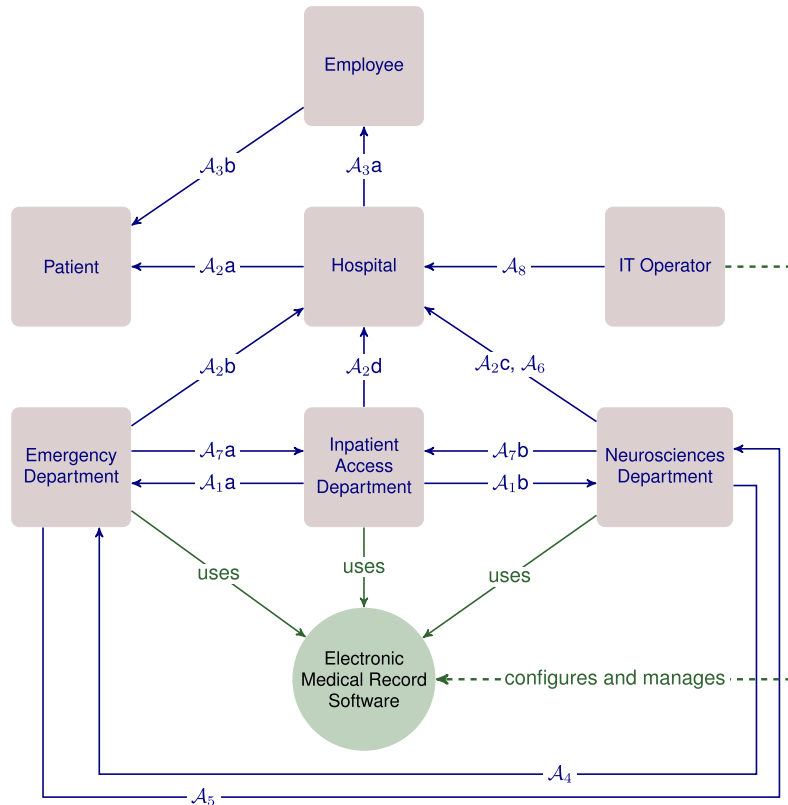 Employee
𝒜₃b
𝒜₃a
Patient
𝒜₂a
Hospital
𝒜₈
IT Operator
𝒜₂b
𝒜₂d
𝒜₂c, 𝒜₆
Emergency
Department
𝒜₇a
𝒜₁a
Inpatient
Access
Department
𝒜₇b
𝒜₁b
Neurosciences
Department
uses
uses
uses
Electronic
Medical Record
Software
configures and manages
𝒜₄
𝒜₅